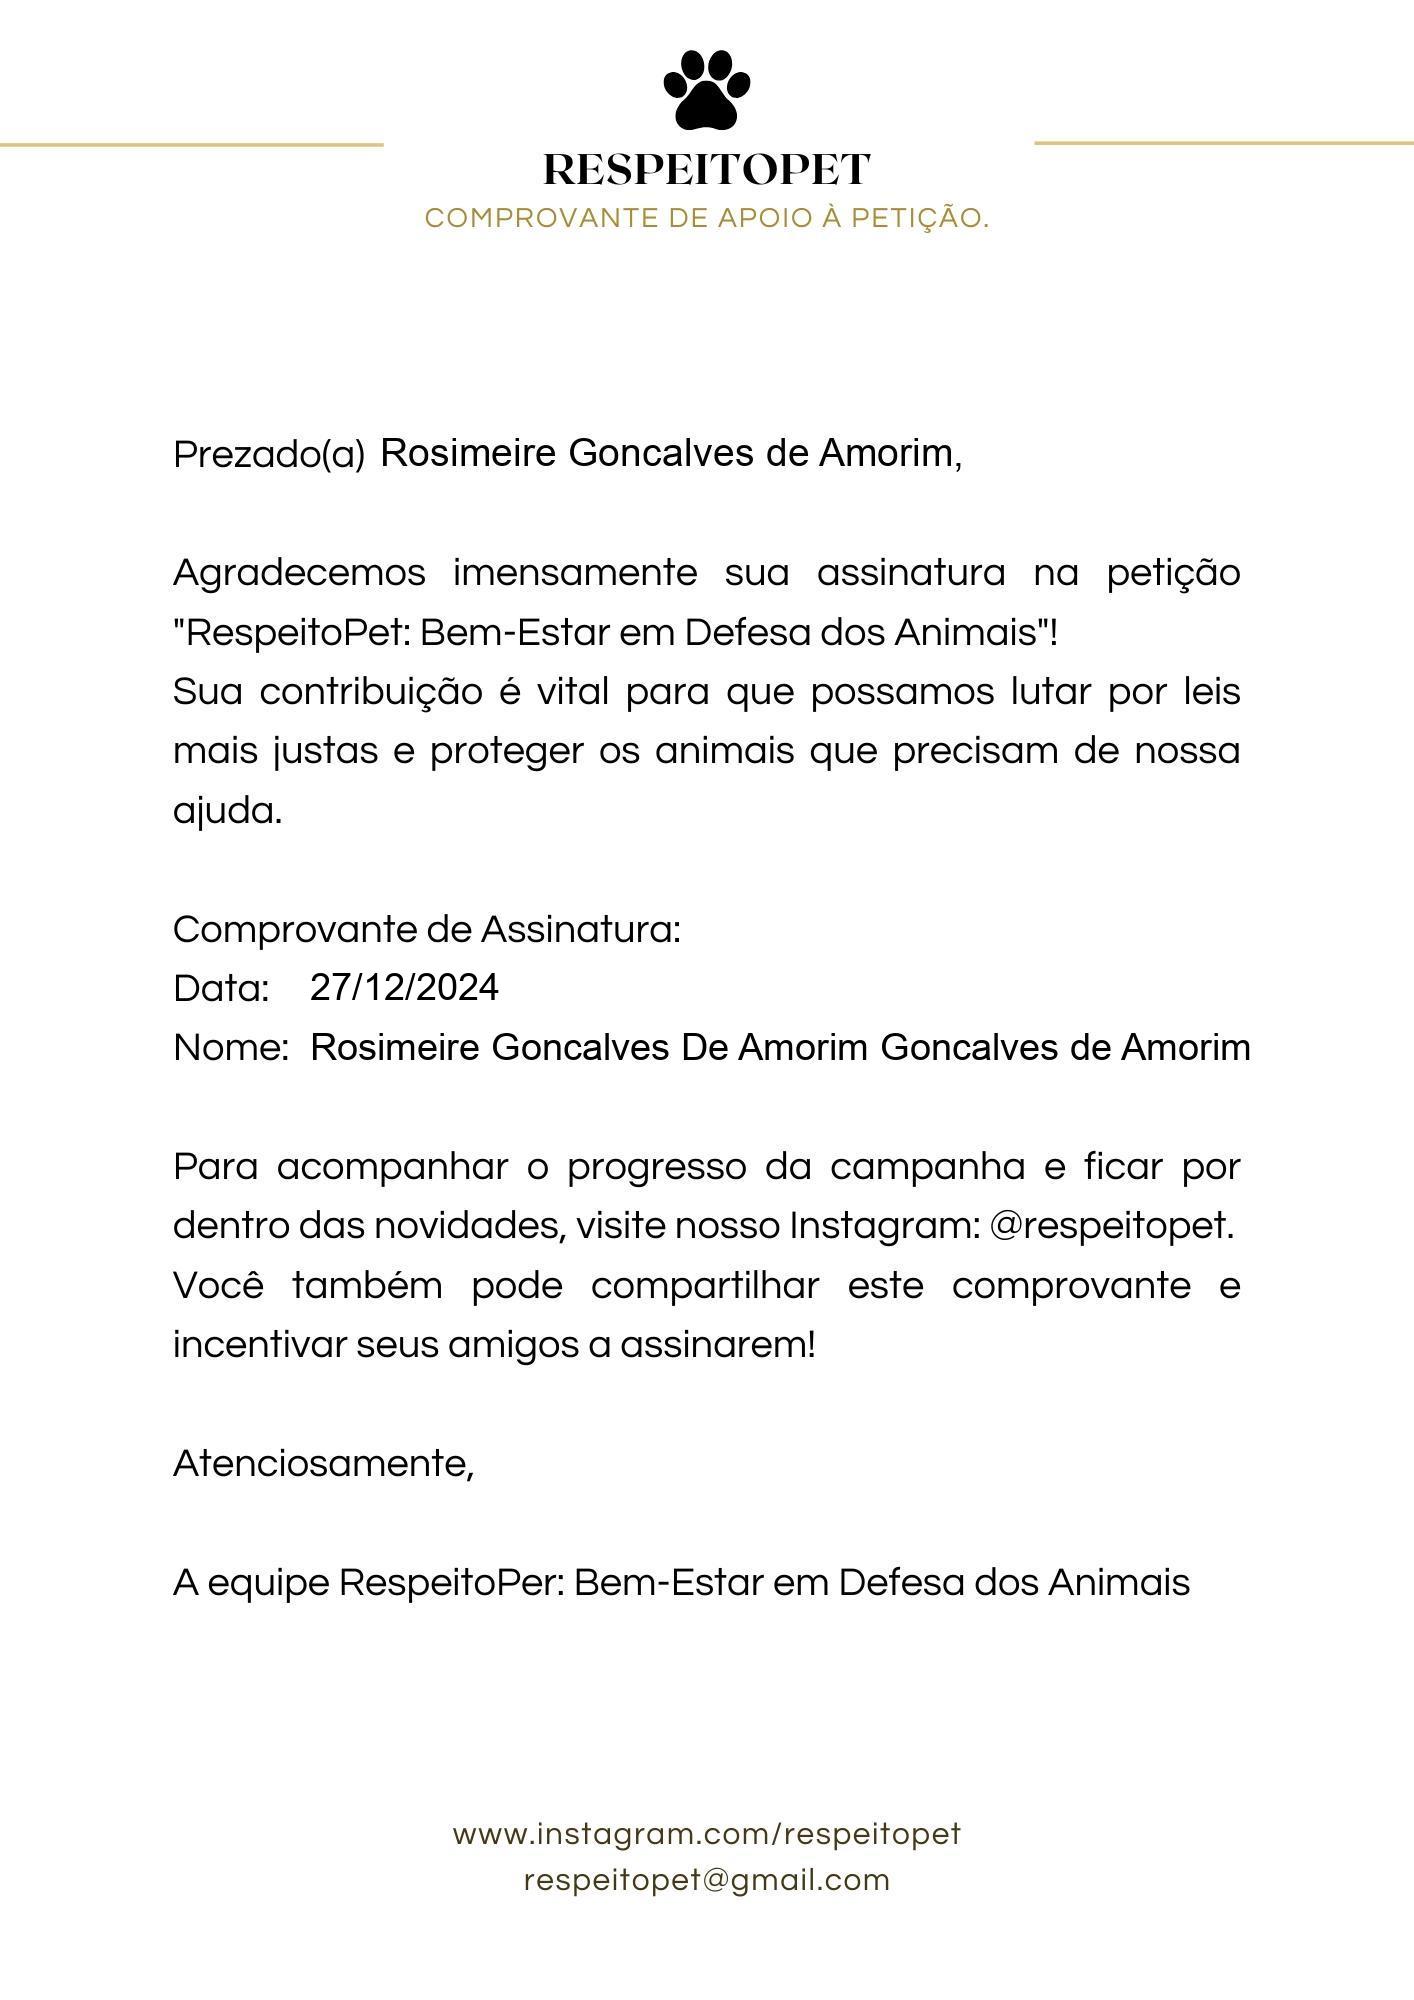 RESPEITOPET
COMPROVANTE DE APOIO À PETIÇÃO.
Prezado(a) Rosimeire Goncalves de Amorim,
Agradecemos imensamente sua assinatura na petição
"RespeitoPet: Bem-Estar em Defesa dos Animais"!
Sua contribuição é vital para que possamos lutar por leis
mais justas e proteger os animais que precisam de nossa
ajuda.
Comprovante de Assinatura:
Data: 27/12/2024
Nome: Rosimeire Goncalves De Amorim Goncalves de Amorim
Para acompanhar o progresso da campanha e ficar por
dentro das novidades, visite nosso Instagram: @respeitopet.
Você também pode compartilhar este comprovante e
incentivar seus amigos a assinarem!
Atenciosamente,
A equipe RespeitoPer: Bem-Estar em Defesa dos Animais
www.instagram.com/respeitopet
respeitopet@gmail.com